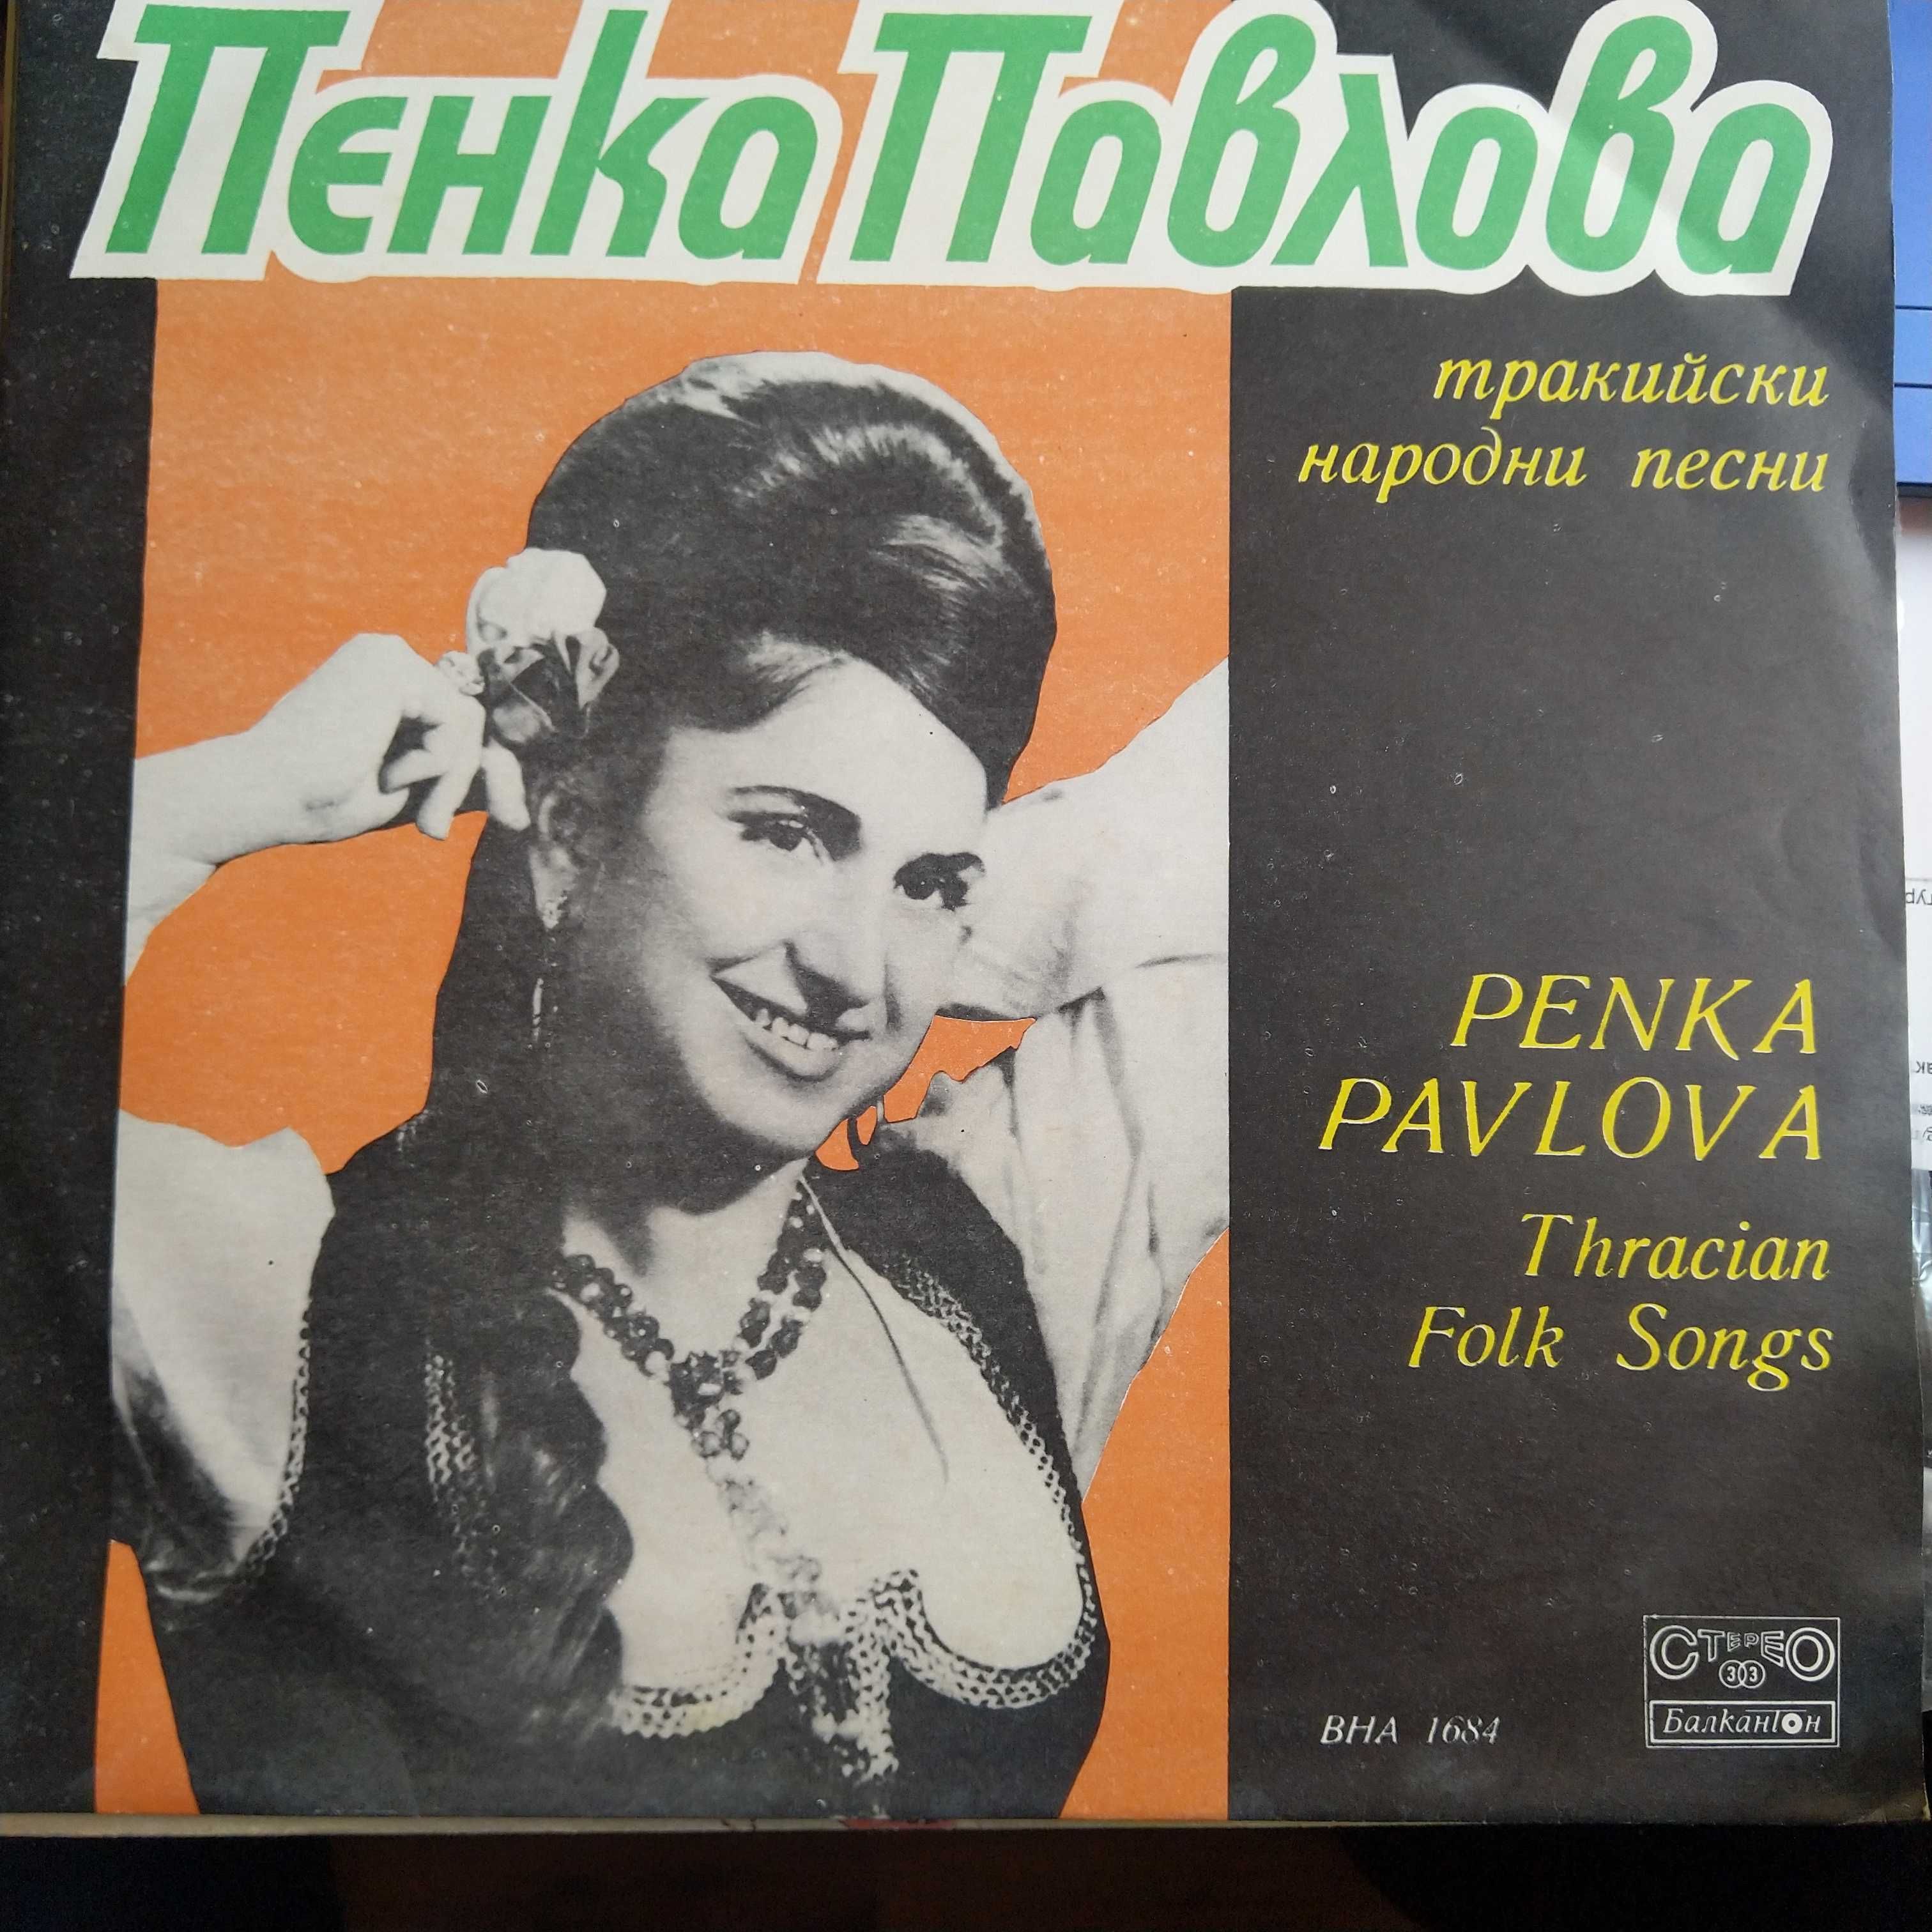 Пенка Павлова
тракийски
народни песни
PENKA
PAVLOVA
Thracian
Folk Songs
ВНА 1684
СТЕРЕО
33
Балкантон